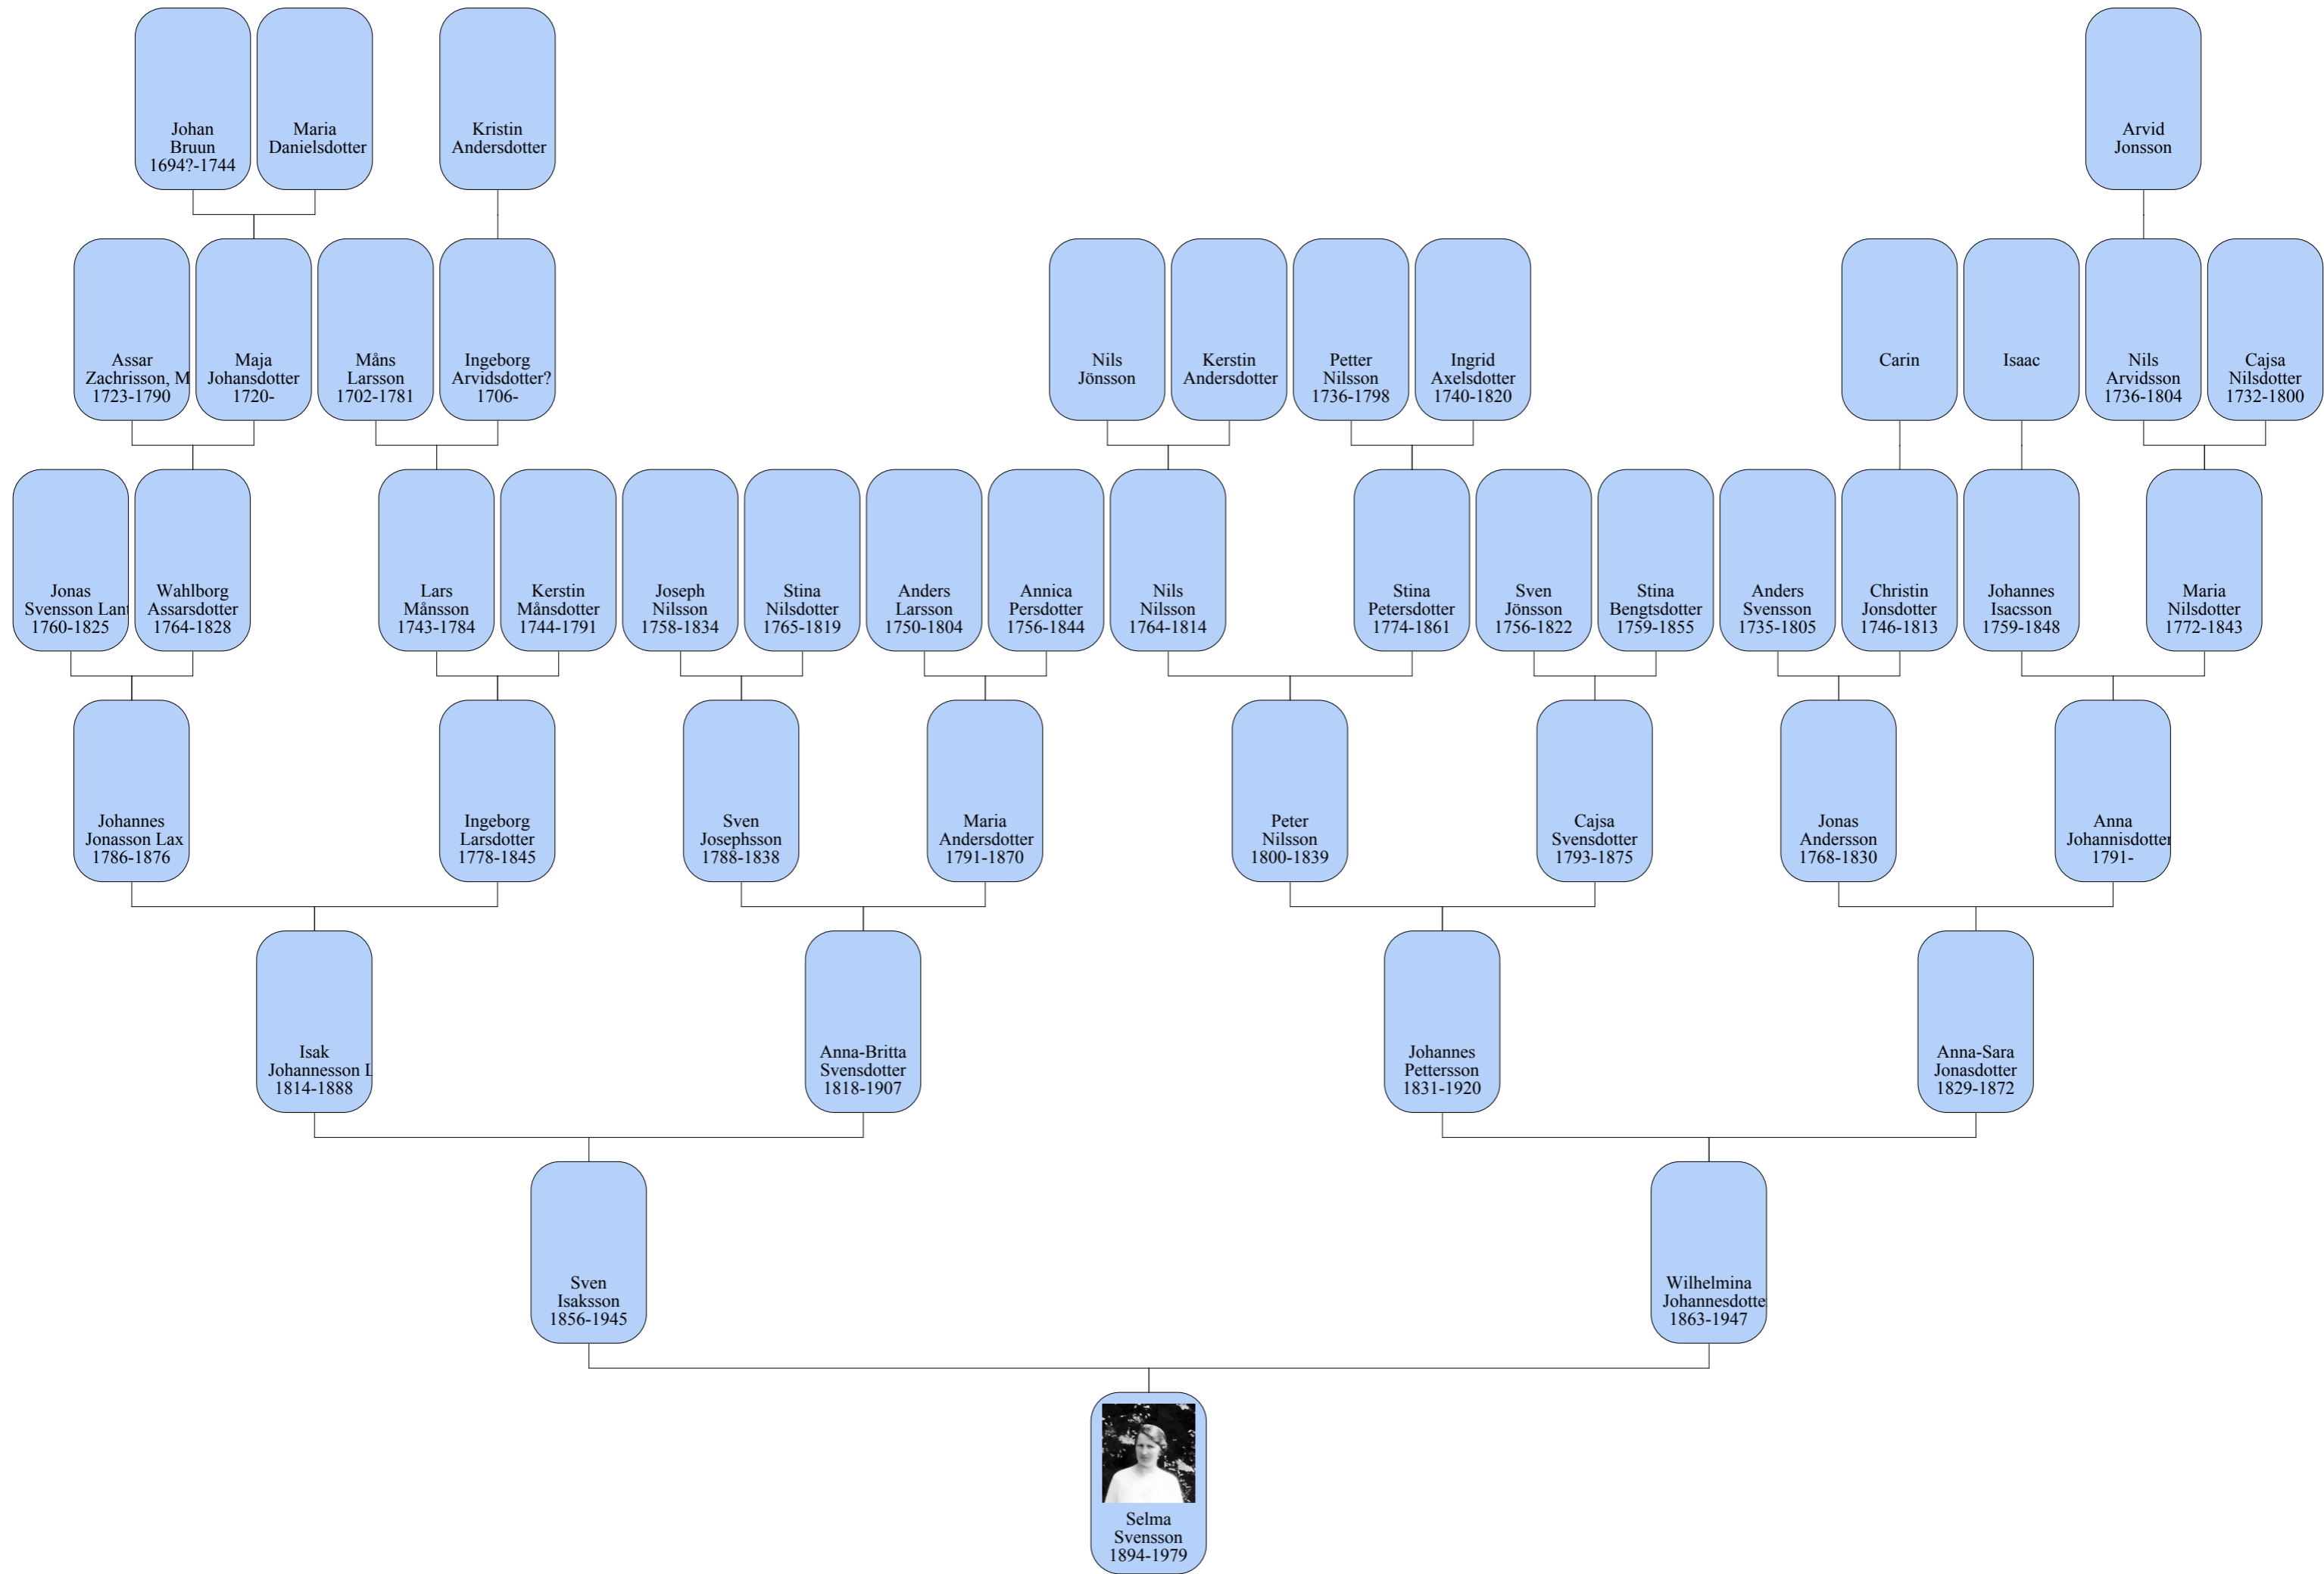 Johan
Bruun
1694?-1744
Maria
Danielsdotter
Kristin
Andersdotter
Arvid
Jonsson
Assar
Zachrisson, M
1723-1790
Maja
Johansdotter
1720-
Måns
Larsson
1702-1781
Ingeborg
Arvidsdotter?
1706-
Nils
Jönsson
Kerstin
Andersdotter
Petter
Nilsson
1736-1798
Ingrid
Axelsdotter
1740-1820
Carin
Isaac
Nils
Arvidsson
1736-1804
Cajsa
Nilsdotter
1732-1800
Jonas
Svensson Lant
1760-1825
Wahlborg
Assarsdotter
1764-1828
Lars
Månsson
1743-1784
Kerstin
Månsdotter
1744-1791
Joseph
Nilsson
1758-1834
Stina
Nilsdotter
1765-1819
Anders
Larsson
1750-1804
Annica
Persdotter
1756-1844
Nils
Nilsson
1764-1814
Stina
Petersdotter
1774-1861
Sven
Jönsson
1756-1822
Stina
Bengtsdotter
1759-1855
Anders
Svensson
1735-1805
Christin
Jonsdotter
1746-1813
Johannes
Isacsson
1759-1848
Maria
Nilsdotter
1772-1843
Johannes
Jonasson Lax
1786-1876
Ingeborg
Larsdotter
1778-1845
Sven
Josephsson
1788-1838
Maria
Andersdotter
1791-1870
Peter
Nilsson
1800-1839
Cajsa
Svensdotter
1793-1875
Jonas
Andersson
1768-1830
Anna
Johannisdotter
1791-
Isak
Johannesson L
1814-1888
Anna-Britta
Svensdotter
1818-1907
Johannes
Pettersson
1831-1920
Anna-Sara
Jonasdotter
1829-1872
Sven
Isaksson
1856-1945
Wilhelmina
Johannesdotte
1863-1947
Selma
Svensson
1894-1979